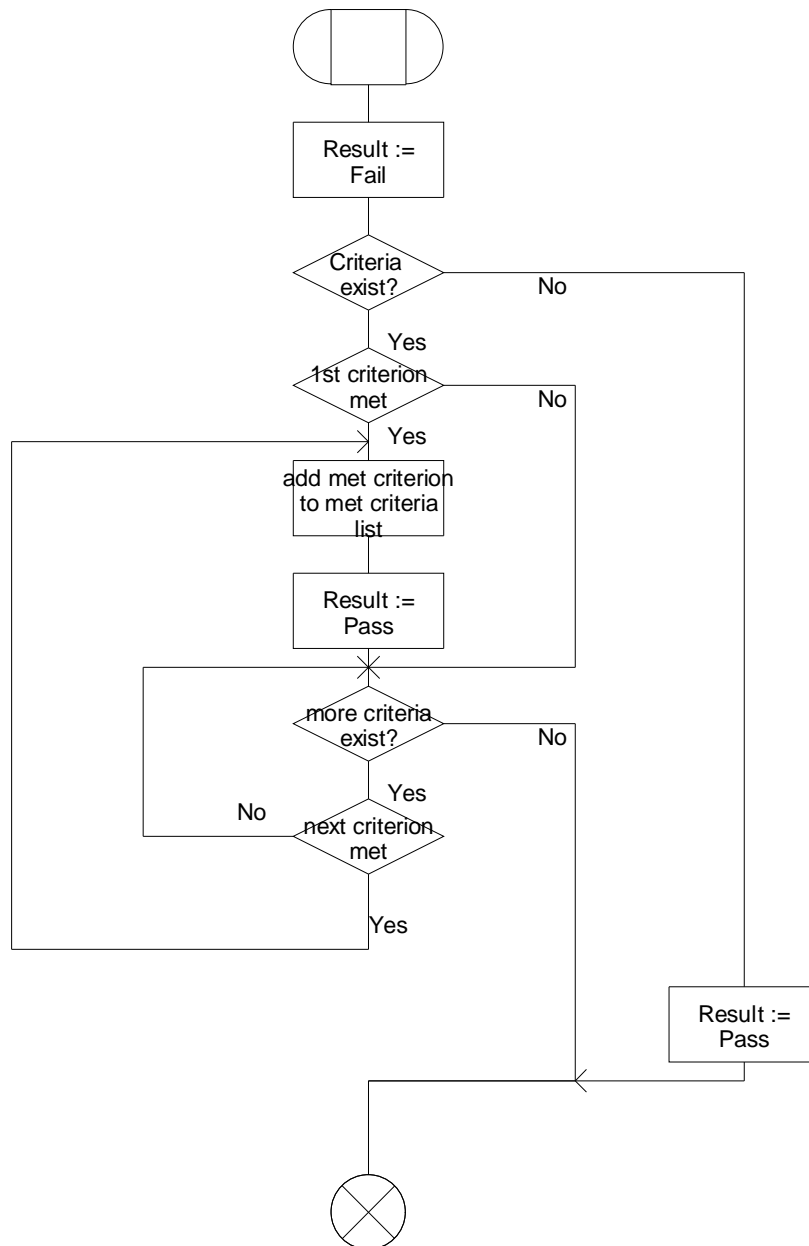 Result :=
Fail
Criteria
exist?
No
Yes
1st criterion
met
No
Yes
add met criterion
to met criteria
list
Result :=
Pass
more criteria
exist?
No
Yes
No
next criterion
met
Yes
Result :=
Pass